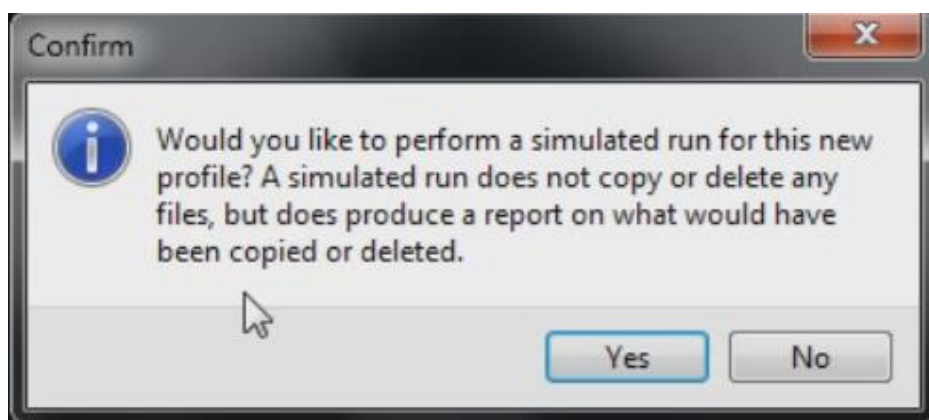 Confirm
Would you like to perform a simulated run for this new
profile? A simulated run does not copy or delete any
files, but does produce a report on what would have
been copied or deleted.
Yes
No